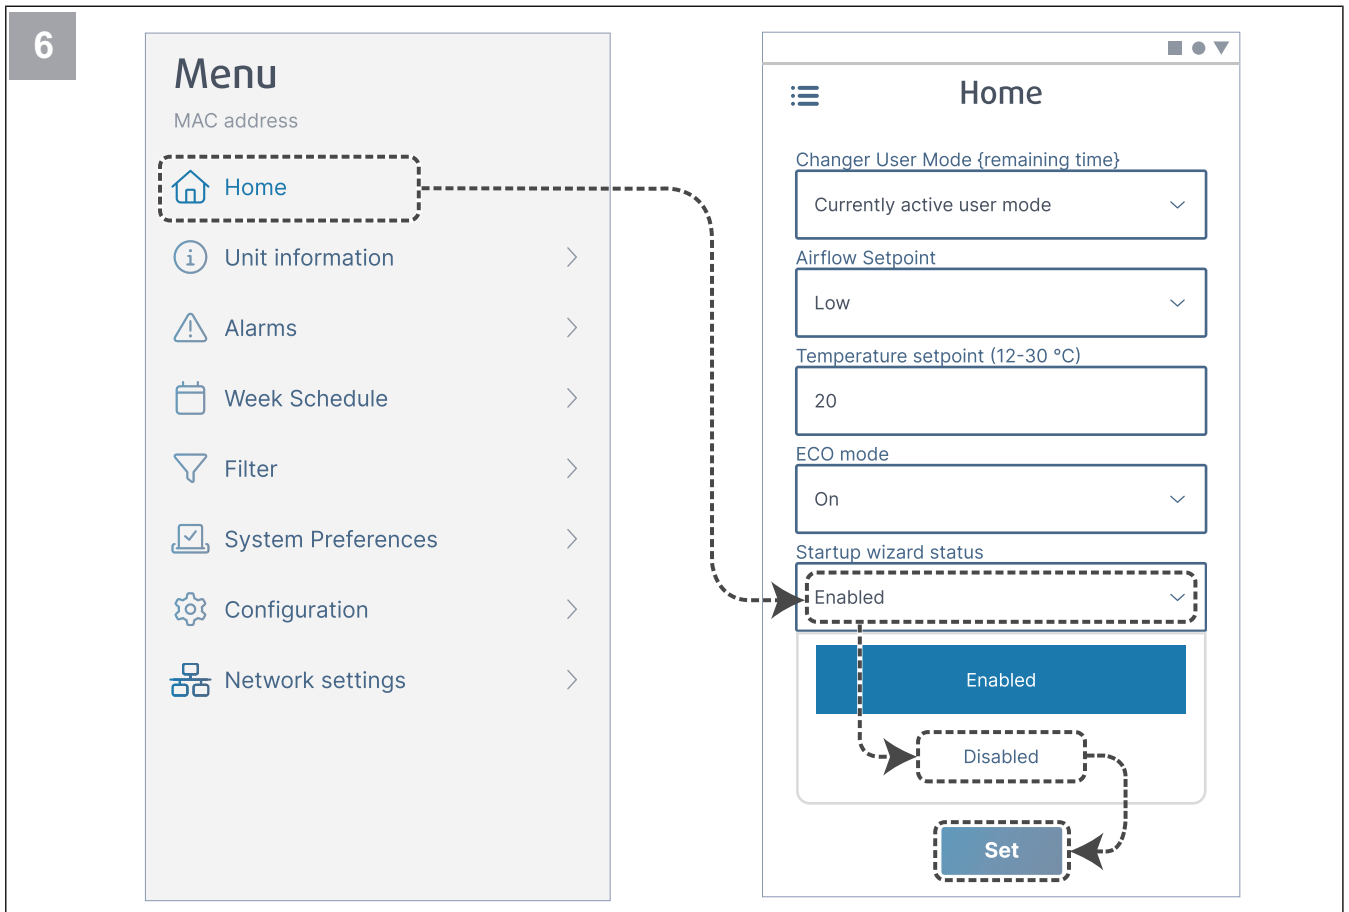 6
Menu
MAC address
Home
Unit information
Alarms
Week Schedule
Filter
System Preferences
Configuration
Network settings
Home
Changer User Mode {remaining time}
Currently active user mode
Airflow Setpoint
Low
Temperature setpoint (12-30 °C)
20
ECO mode
On
Startup wizard status
Enabled
Enabled
Disabled
Set